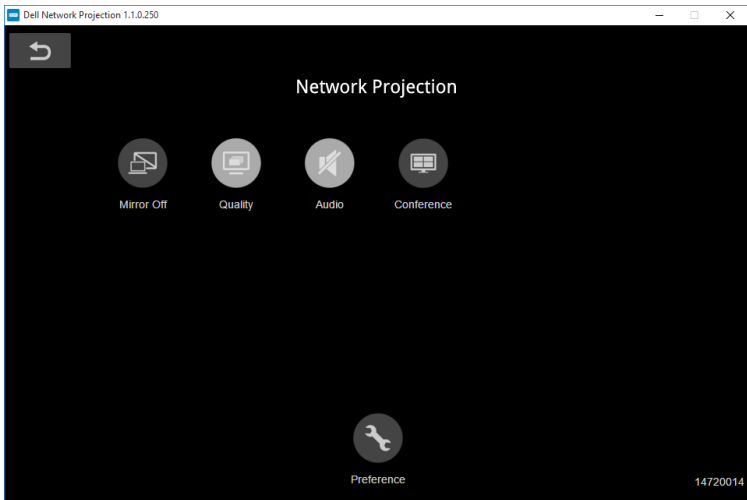 Dell Network Projection 1.1.0.250
Network Projection
Mirror Off
Quality
Audio
Conference
Preference
14720014